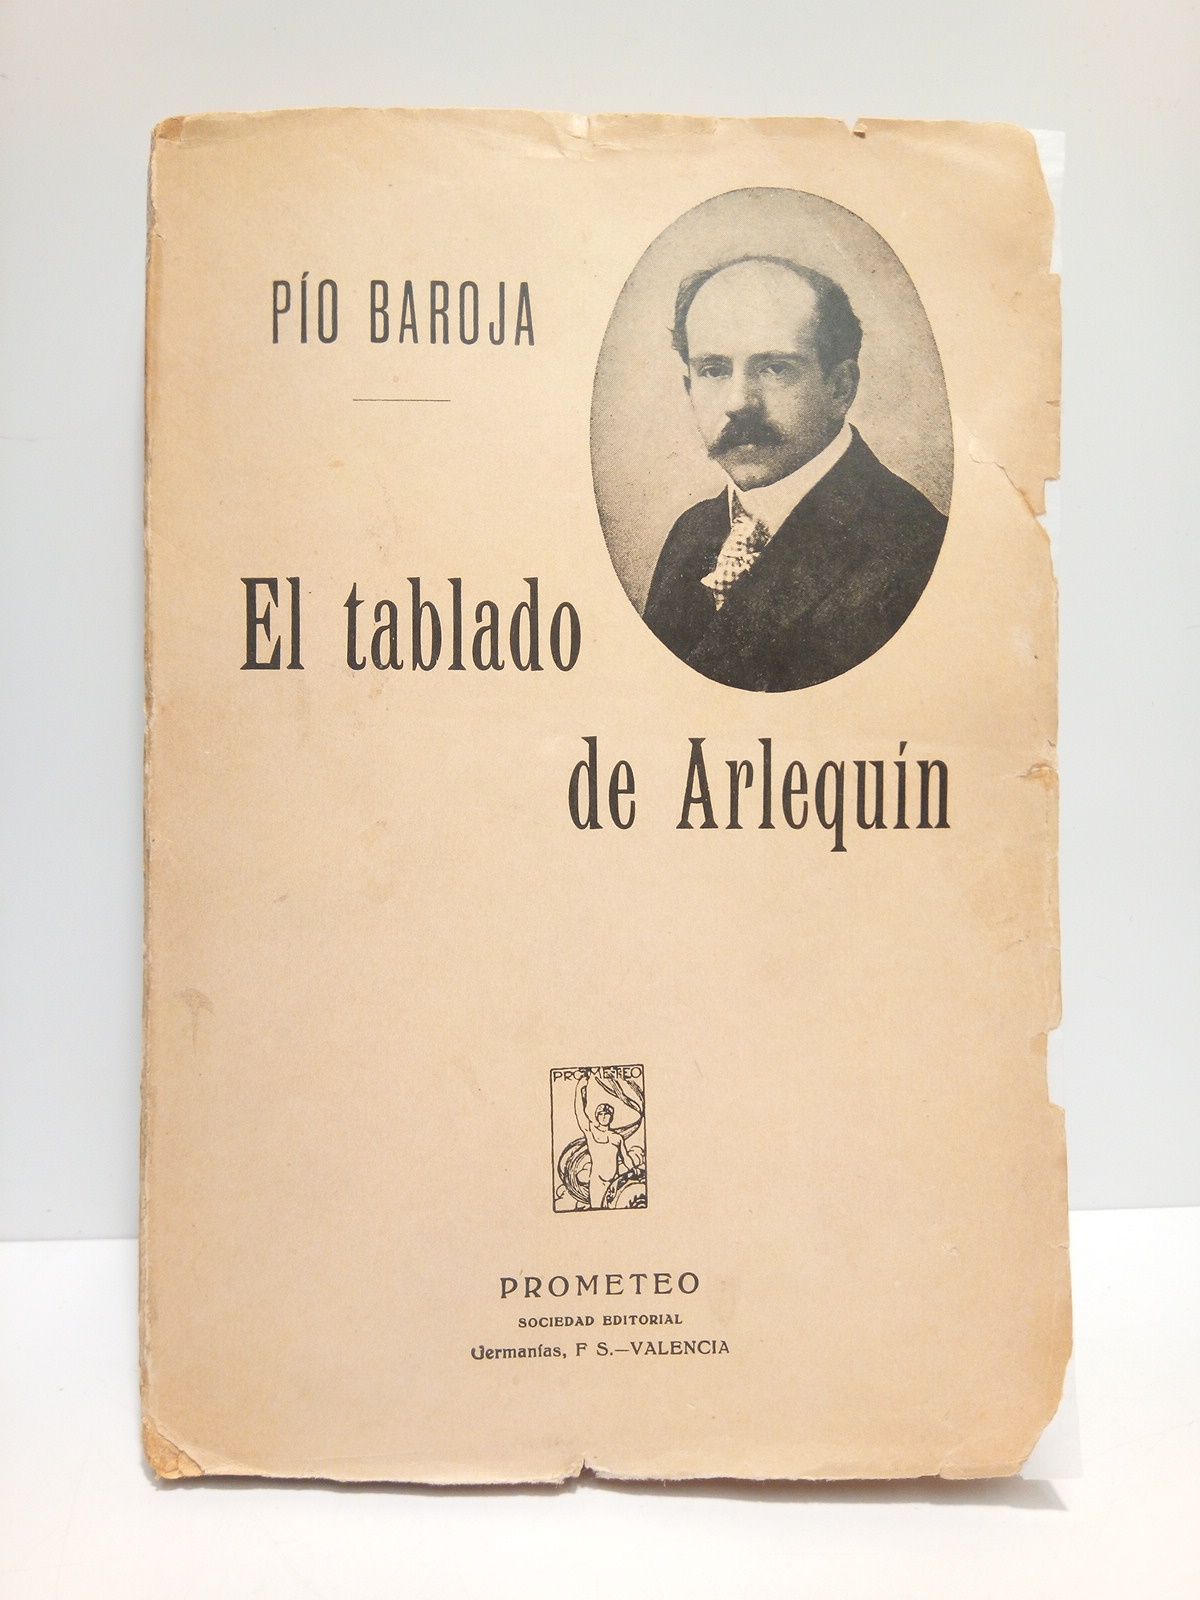 PÍO BAROJA
El tablado
de Arlequín
PROMETEO
PROMETEO
SOCIEDAD EDITORIAL
Germanías, F S.—VALENCIA